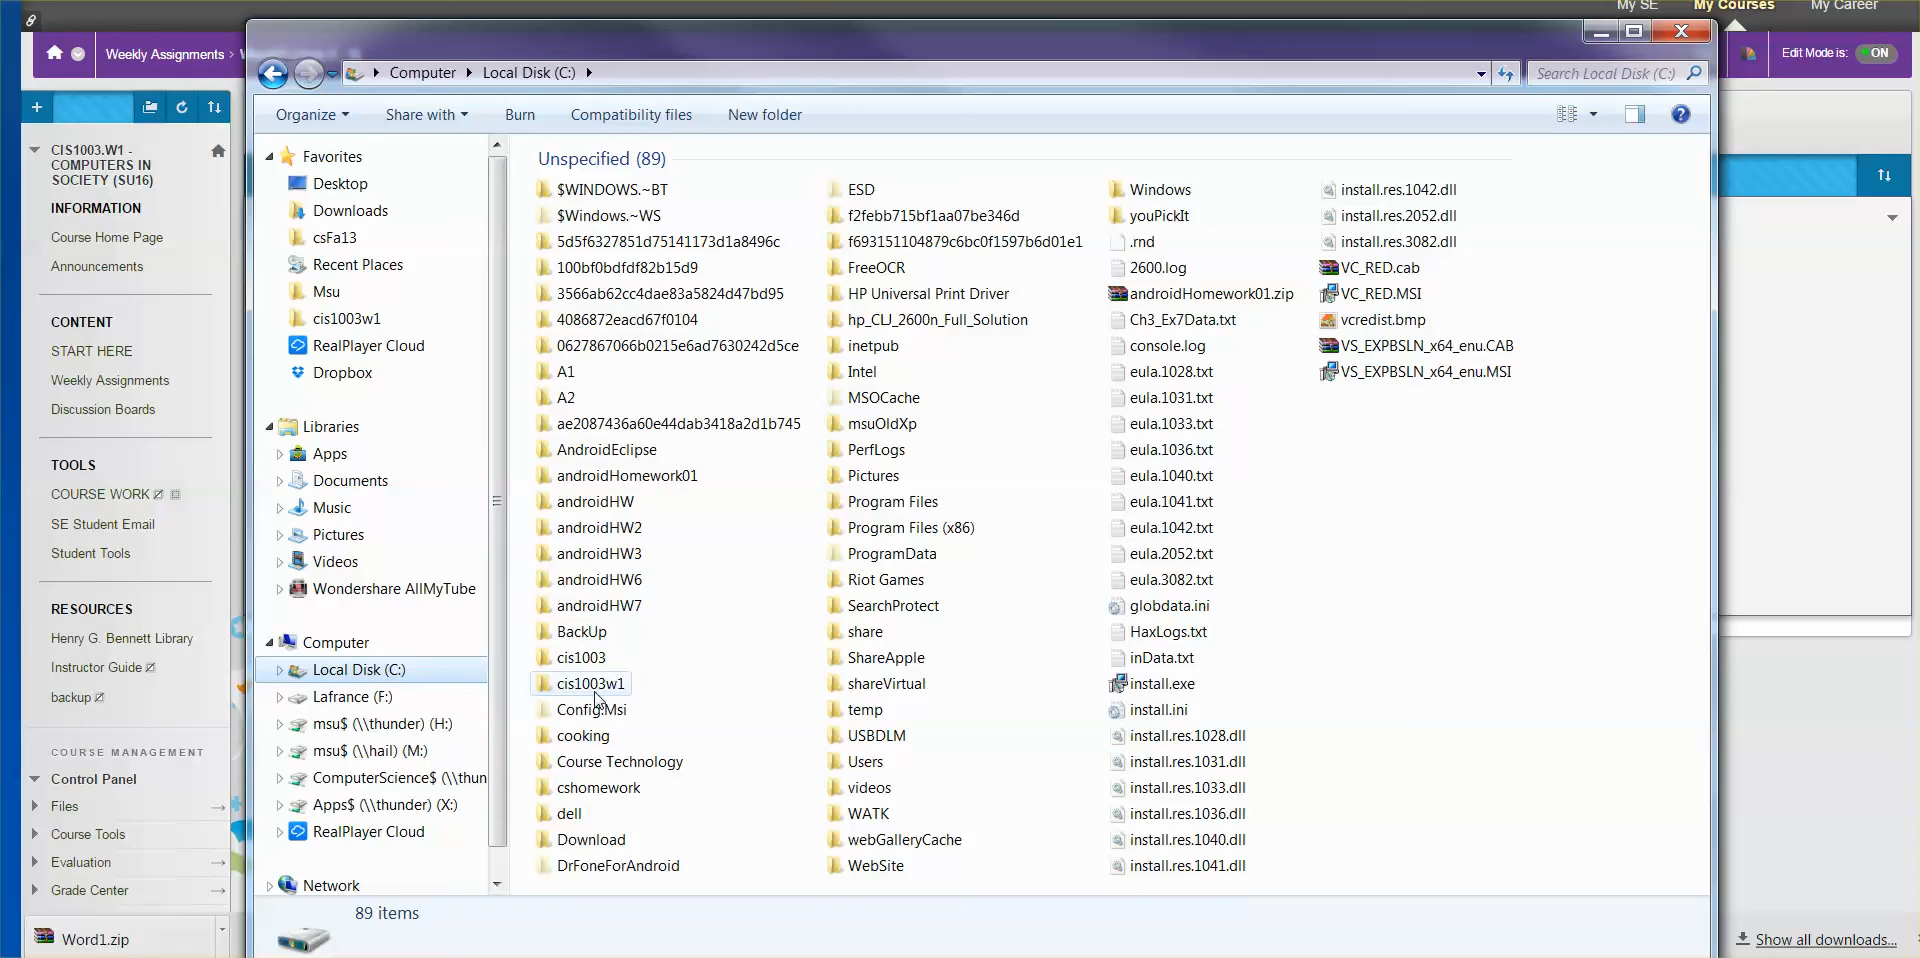 My SE
My Courses
My Career
Weekly Assignments
Edit Mode is:
ON
Computer
Local Disk (C:)
Search Local Disk (C:)
Organize
Share with
Burn
Compatibility files
New folder
CIS1003.W1 -
COMPUTERS IN
SOCIETY (SU16)
INFORMATION
Course Home Page
Announcements
CONTENT
START HERE
Weekly Assignments
Discussion Boards
TOOLS
COURSE WORK
SE Student Email
Student Tools
RESOURCES
Henry G. Bennett Library
Instructor Guide
backup
COURSE MANAGEMENT
Control Panel
Files
Course Tools
Evaluation
Grade Center
Word1.zip
Favorites
Desktop
Downloads
csFa13
Recent Places
Msu
cis1003w1
RealPlayer Cloud
Dropbox
Libraries
Apps
Documents
Music
Pictures
Videos
Wondershare AllMyTube
Computer
Local Disk (C:)
Lafrance (F:)
msu$ (\\thunder) (H:)
msu$ (\\hail) (M:)
ComputerScience$ (\\thun
Apps$ (\\thunder) (X:)
RealPlayer Cloud
Network
Unspecified (89)
$WINDOWS.~BT
$Windows.~WS
5d5f6327851d75141173d1a8496c
100bf0bdfdf82b15d9
3566ab62cc4dae83a5824d47bd95
4086872eacd67f0104
0627867066b0215e6ad7630242d5ce
A1
A2
ae2087436a60e44dab3418a2d1b745
AndroidEclipse
androidHomework01
androidHW
androidHW2
androidHW3
androidHW6
androidHW7
BackUp
cis1003
cis1003w1
Config.Msi
cooking
Course Technology
cshomework
dell
Download
DrFoneForAndroid
ESD
f2febb715bf1aa07be346d
f693151104879c6bc0f1597b6d01e1
FreeOCR
HP Universal Print Driver
hp_CLJ_2600n_Full_Solution
inetpub
Intel
MSOCache
msuOldXp
PerfLogs
Pictures
Program Files
Program Files (x86)
ProgramData
Riot Games
SearchProtect
share
ShareApple
shareVirtual
temp
USBDLM
Users
videos
WATK
webGalleryCache
WebSite
Windows
youPickIt
.rnd
2600.log
androidHomework01.zip
Ch3_Ex7Data.txt
console.log
eula.1028.txt
eula.1031.txt
eula.1033.txt
eula.1036.txt
eula.1040.txt
eula.1041.txt
eula.1042.txt
eula.2052.txt
eula.3082.txt
globdata.ini
HaxLogs.txt
inData.txt
install.exe
install.ini
install.res.1028.dll
install.res.1031.dll
install.res.1033.dll
install.res.1036.dll
install.res.1040.dll
install.res.1041.dll
install.res.1042.dll
install.res.2052.dll
install.res.3082.dll
VC_RED.cab
VC_RED.MSI
vcredist.bmp
VS_EXPBSLN_x64_enu.CAB
VS_EXPBSLN_x64_enu.MSI
89 items
Show all downloads...